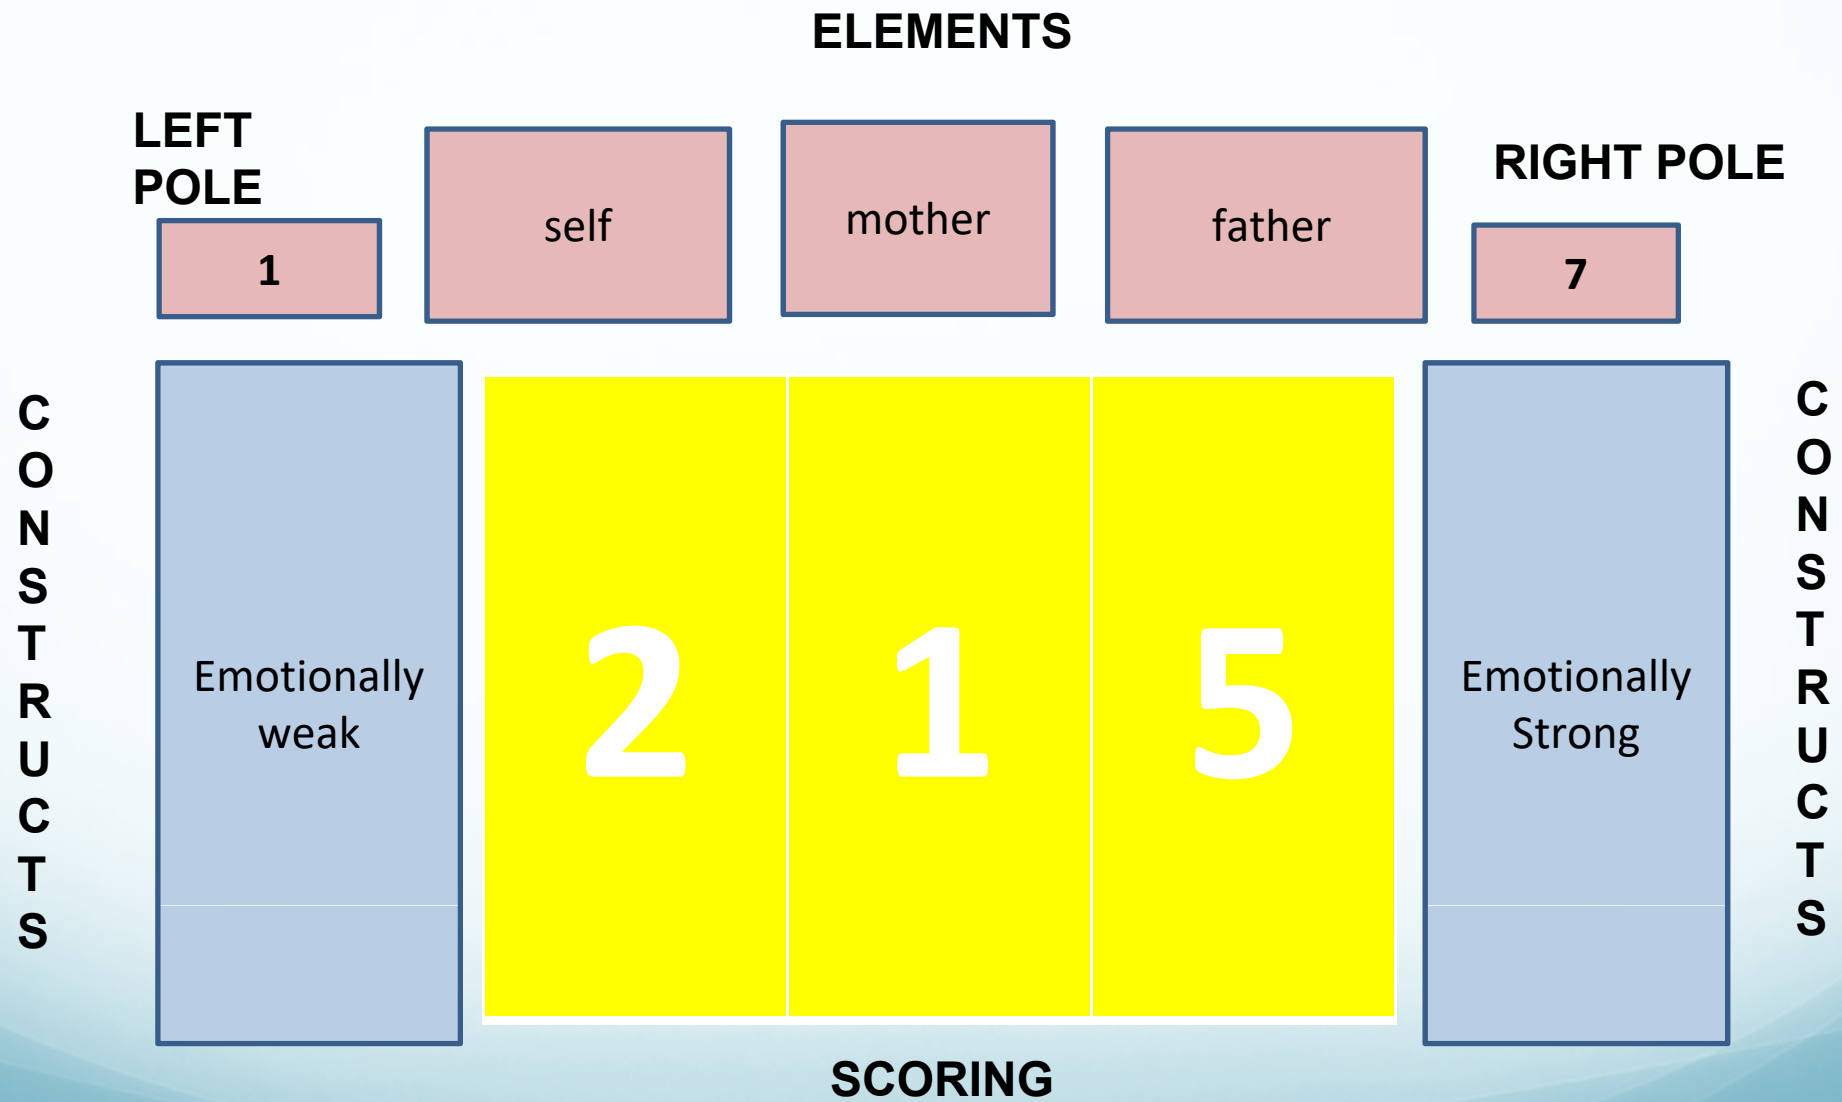 ELEMENTS
LEFT
POLE
RIGHT POLE
1
self
mother
father
7
C
O
N
S
T
R
U
C
T
S
Emotionally
weak
2
1
5
Emotionally
Strong
C
O
N
S
T
R
U
C
T
S
SCORING